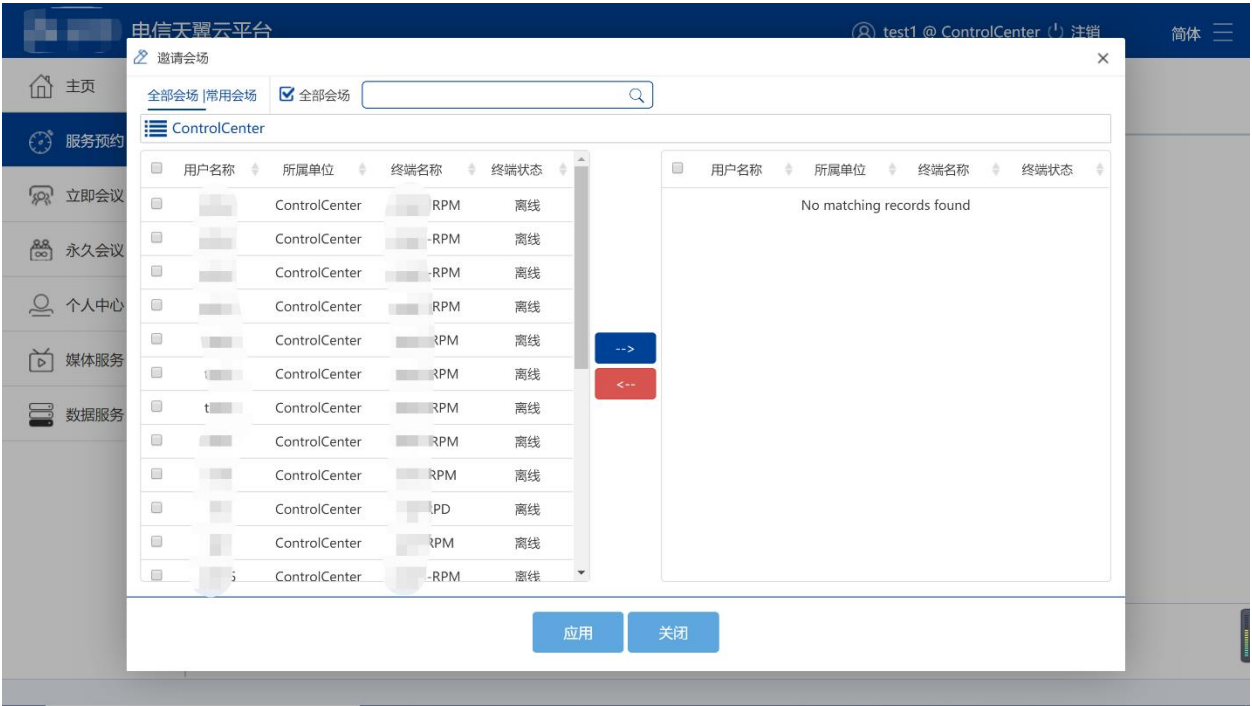 电信天翼云平台 test1 @ ControlCenter 注销 简体
邀请会场 ×
主页
服务预约
立即会议
永久会议
个人中心
媒体服务
数据服务
全部会场 |常用会场 全部会场
ControlCenter
用户名称 所属单位 终端名称 终端状态
ControlCenter RPM 离线
ControlCenter -RPM 离线
ControlCenter -RPM 离线
ControlCenter RPM 离线
ControlCenter RPM 离线
ControlCenter RPM 离线
t ControlCenter RPM 离线
ControlCenter RPM 离线
ControlCenter RPM 离线
ControlCenter RPD 离线
ControlCenter RPM 离线
ControlCenter -RPM 离线
-->
<--
用户名称 所属单位 终端名称 终端状态
No matching records found
应用 关闭